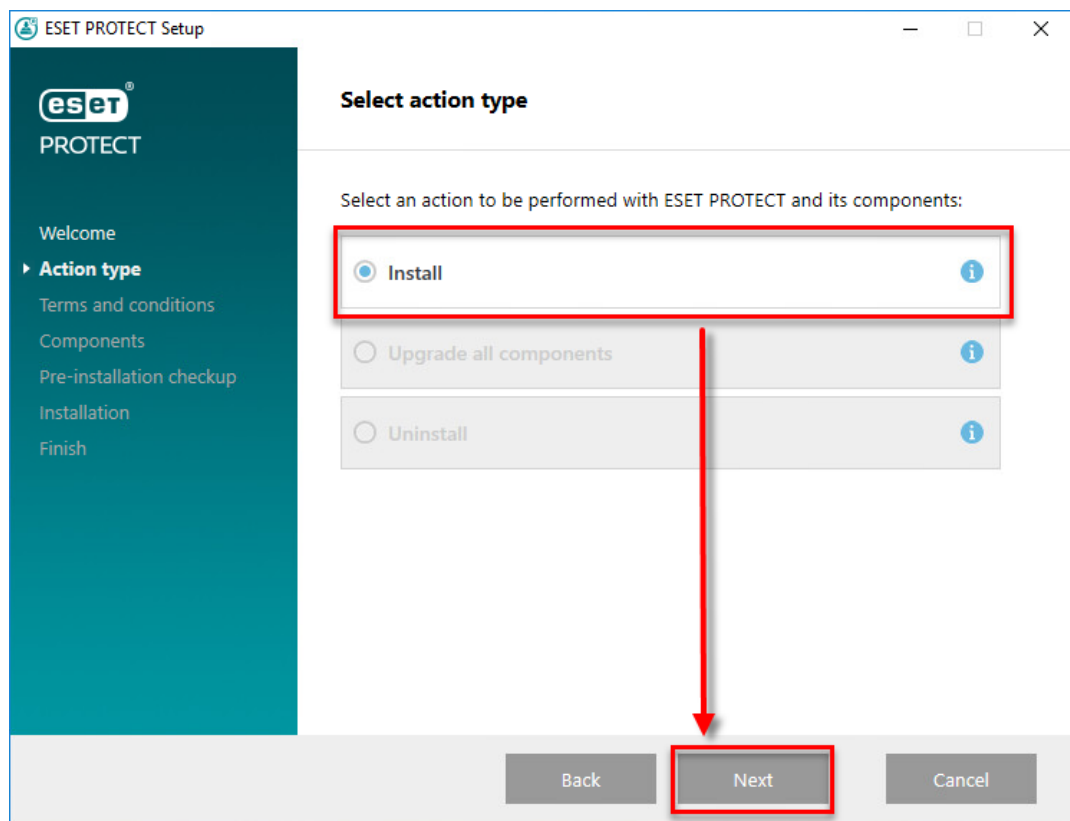 ESET PROTECT Setup
eseT®
PROTECT
Welcome
Action type
Terms and conditions
Components
Pre-installation checkup
Installation
Finish
Select action type
Select an action to be performed with ESET PROTECT and its components:
Install
Upgrade all components
Uninstall
Back Next Cancel